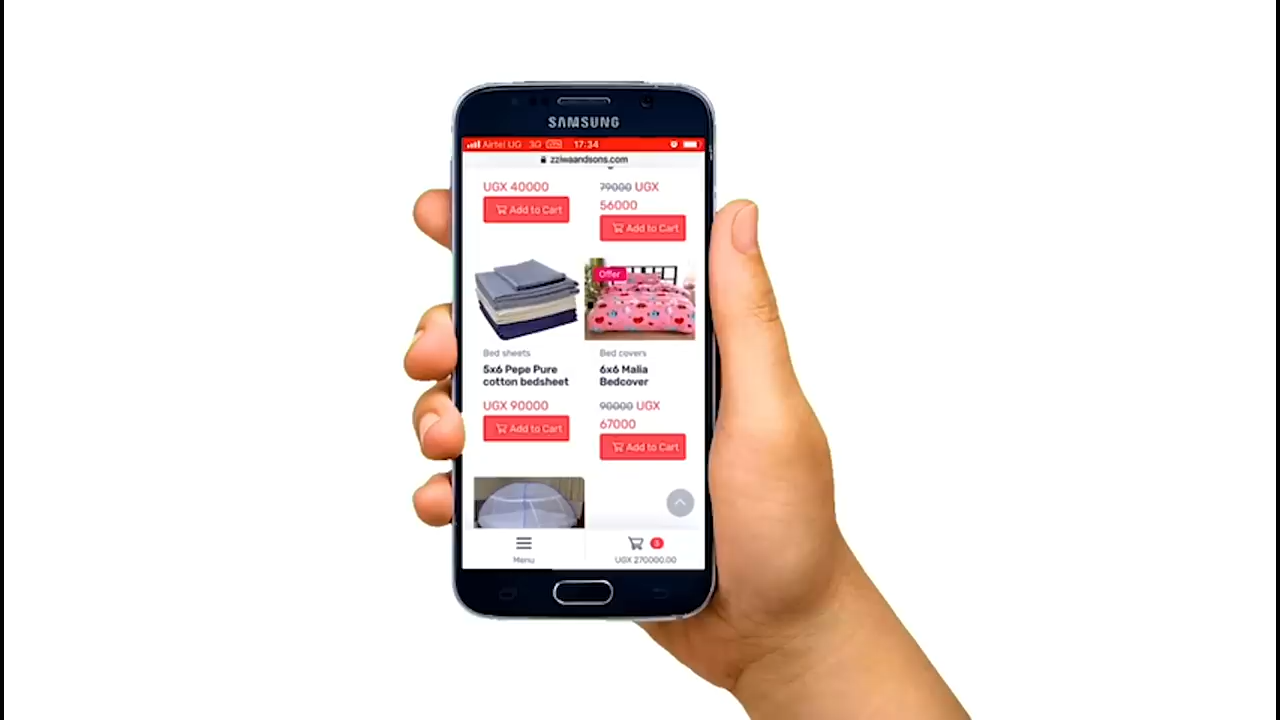 SAMSUNG
Airtel UG 3G VPN 17:34
zziwaandsons.com
UGX 40000
Add to Cart
79000 UGX
56000
Add to Cart
Offer
Bed sheets
5x6 Pepe Pure
cotton bedsheet
UGX 90000
Add to Cart
Bed covers
6x6 Malia
Bedcover
90000 UGX
67000
Add to Cart
Menu
3
UGX 270000.00